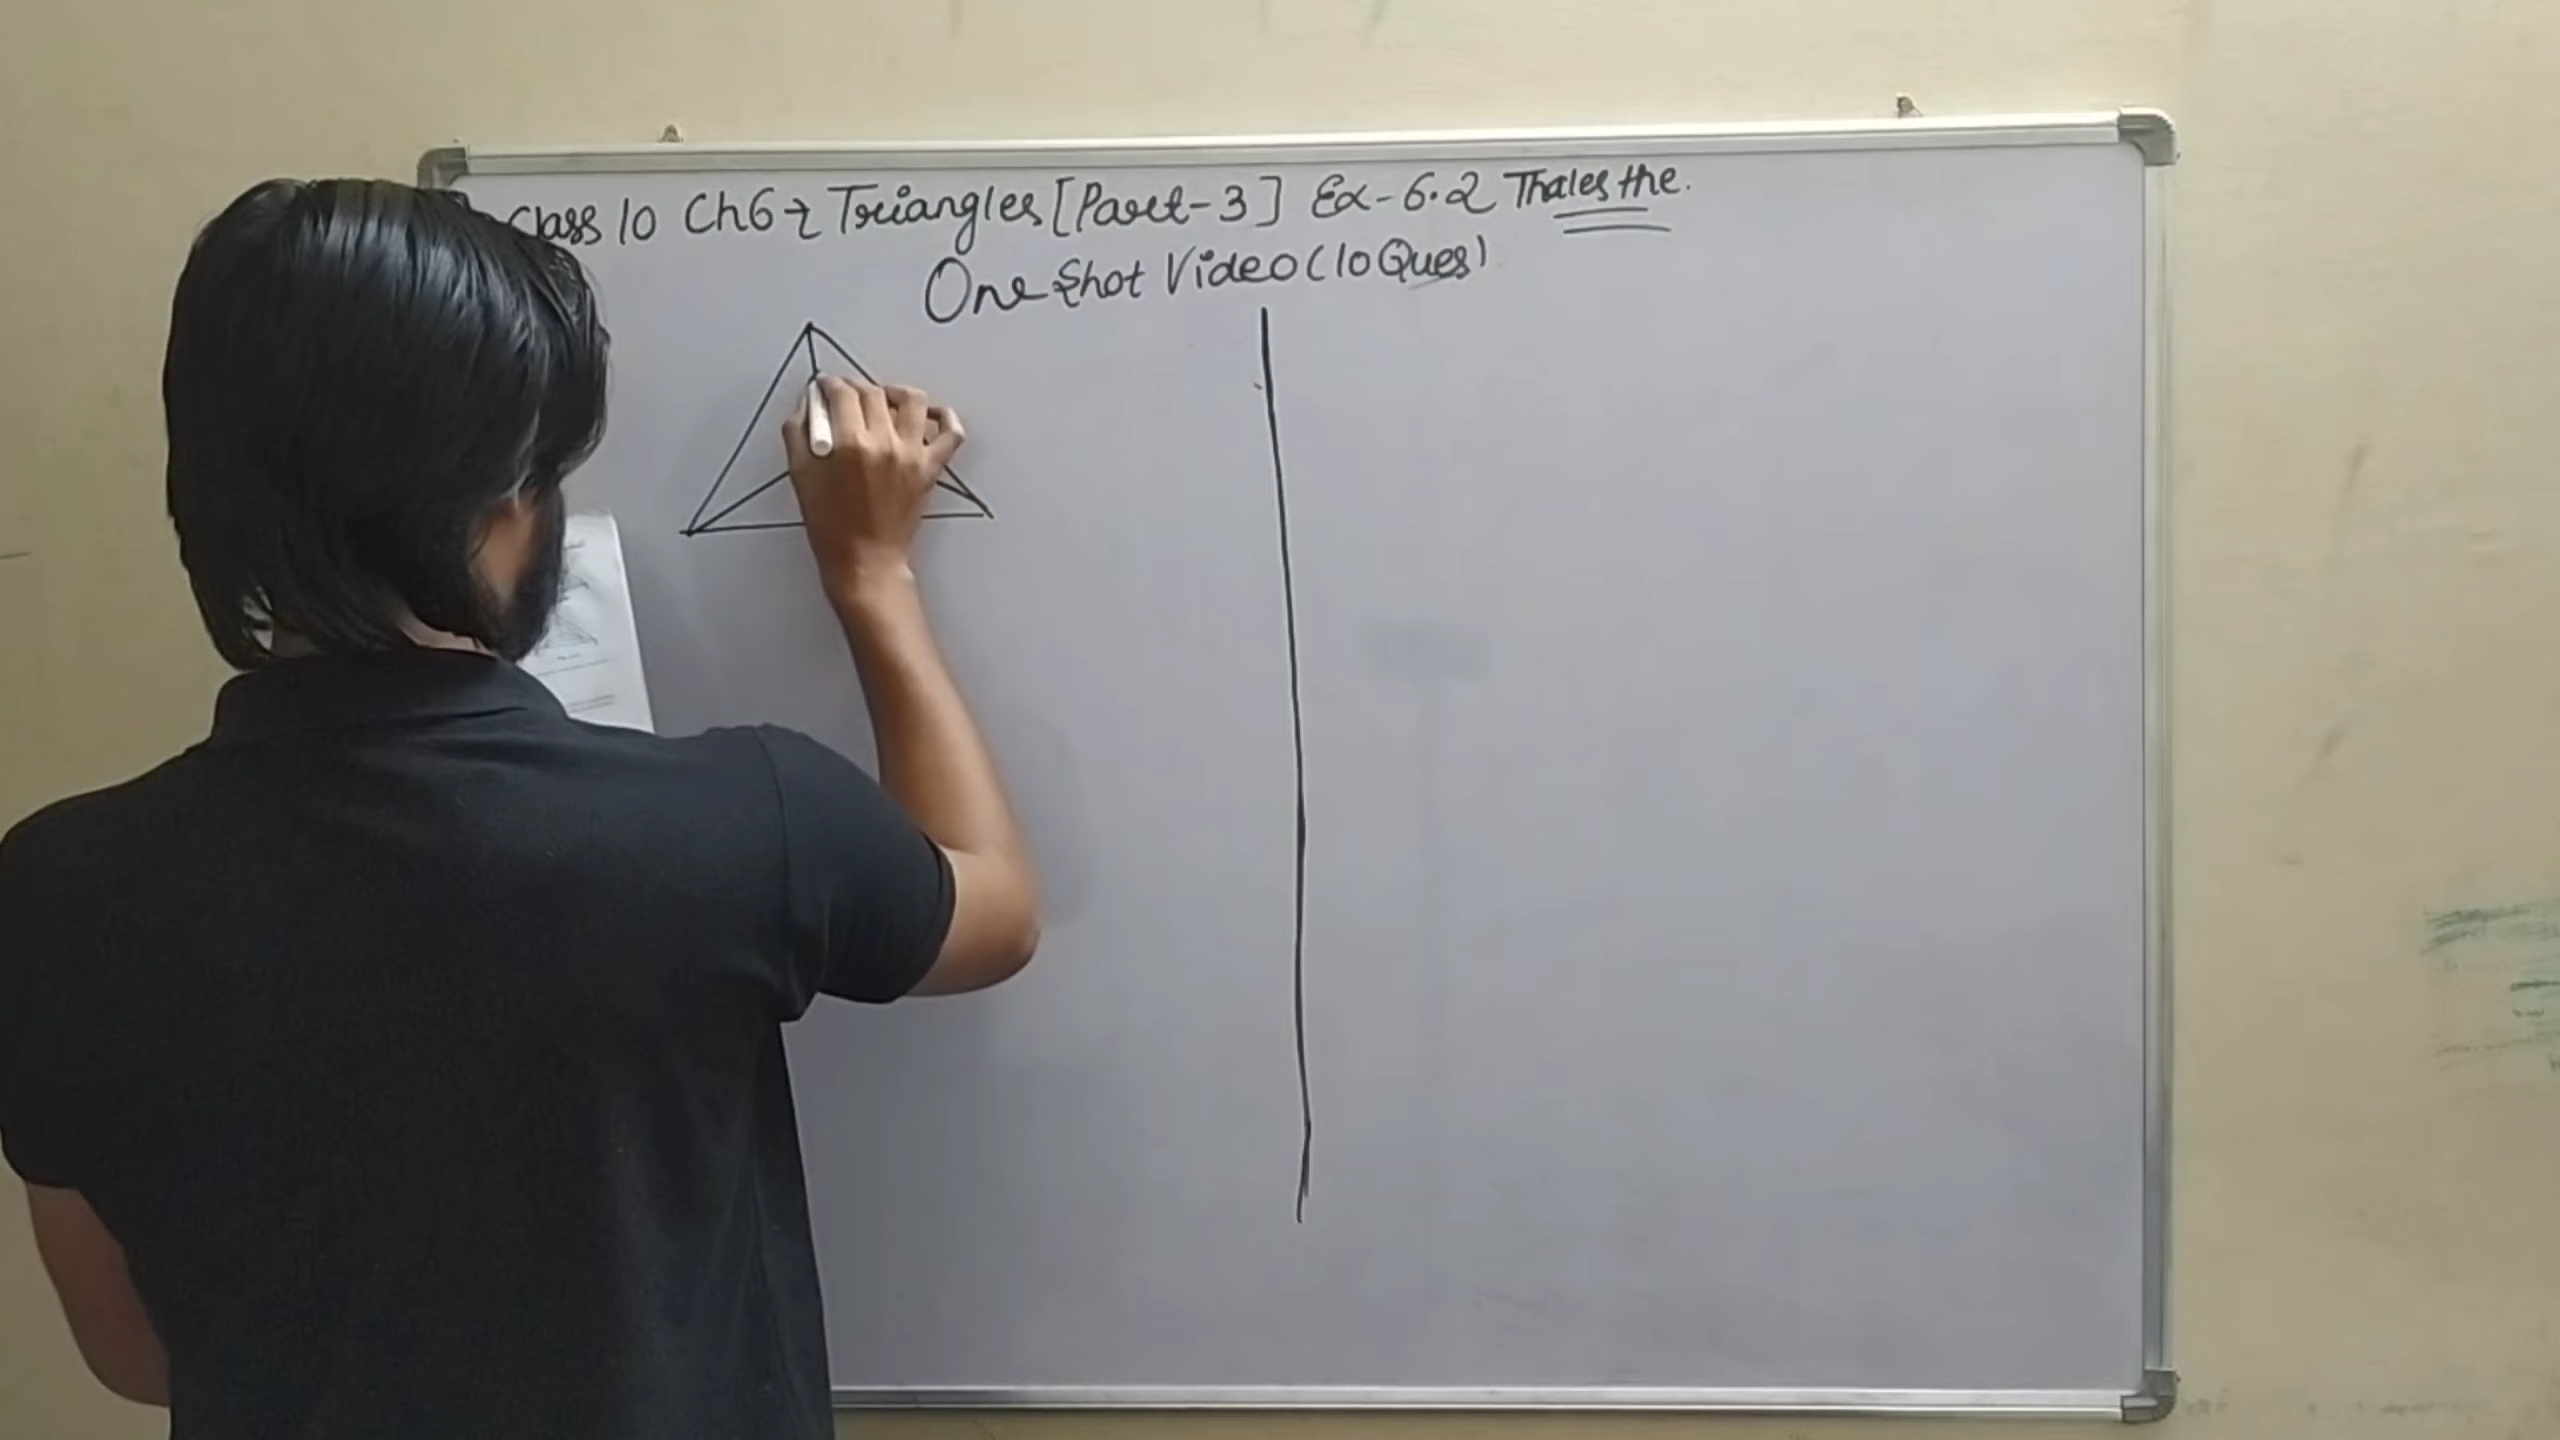 Class 10 Ch6 → Triangles [Part-3] Ex-6.2 Thales the.
One Shot Video (10 Ques)